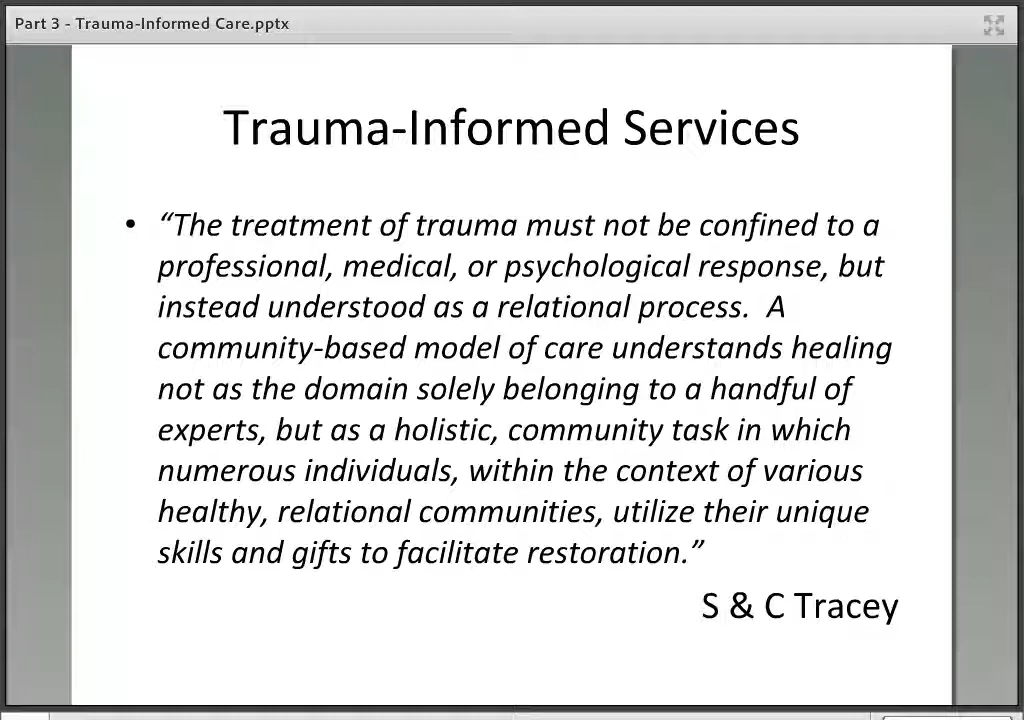 Part 3 - Trauma-Informed Care.pptx
Trauma-Informed Services
• “The treatment of trauma must not be confined to a
professional, medical, or psychological response, but
instead understood as a relational process.  A
community-based model of care understands healing
not as the domain solely belonging to a handful of
experts, but as a holistic, community task in which
numerous individuals, within the context of various
healthy, relational communities, utilize their unique
skills and gifts to facilitate restoration.”
S & C Tracey